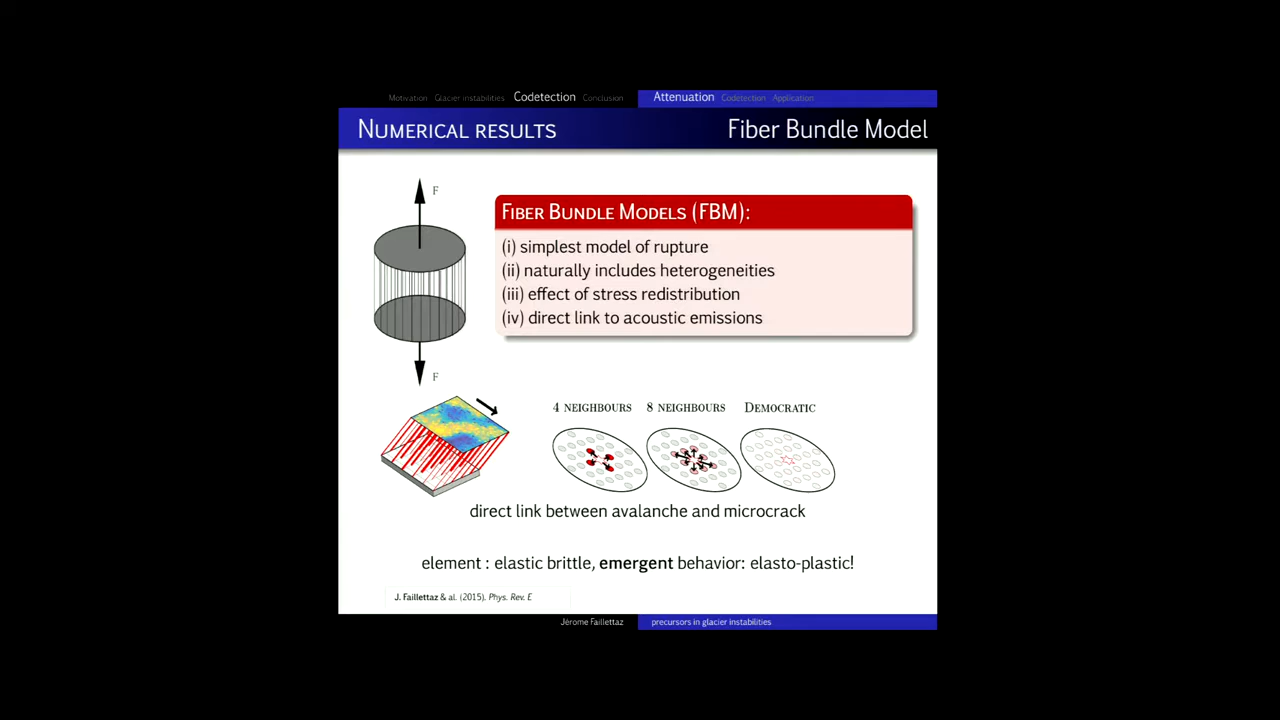 Motivation Glacier instabilities Codetection Conclusion Attenuation Codetection Application
Numerical results Fiber Bundle Model
F
Fiber Bundle Models (FBM):
(i) simplest model of rupture
(ii) naturally includes heterogeneities
(iii) effect of stress redistribution
(iv) direct link to acoustic emissions
F
4 neighbours 8 neighbours Democratic
direct link between avalanche and microcrack
element : elastic brittle, emergent behavior: elasto-plastic!
J. Faillettaz & al. (2015), Phys. Rev. E
Jérome Faillettaz precursors in glacier instabilities